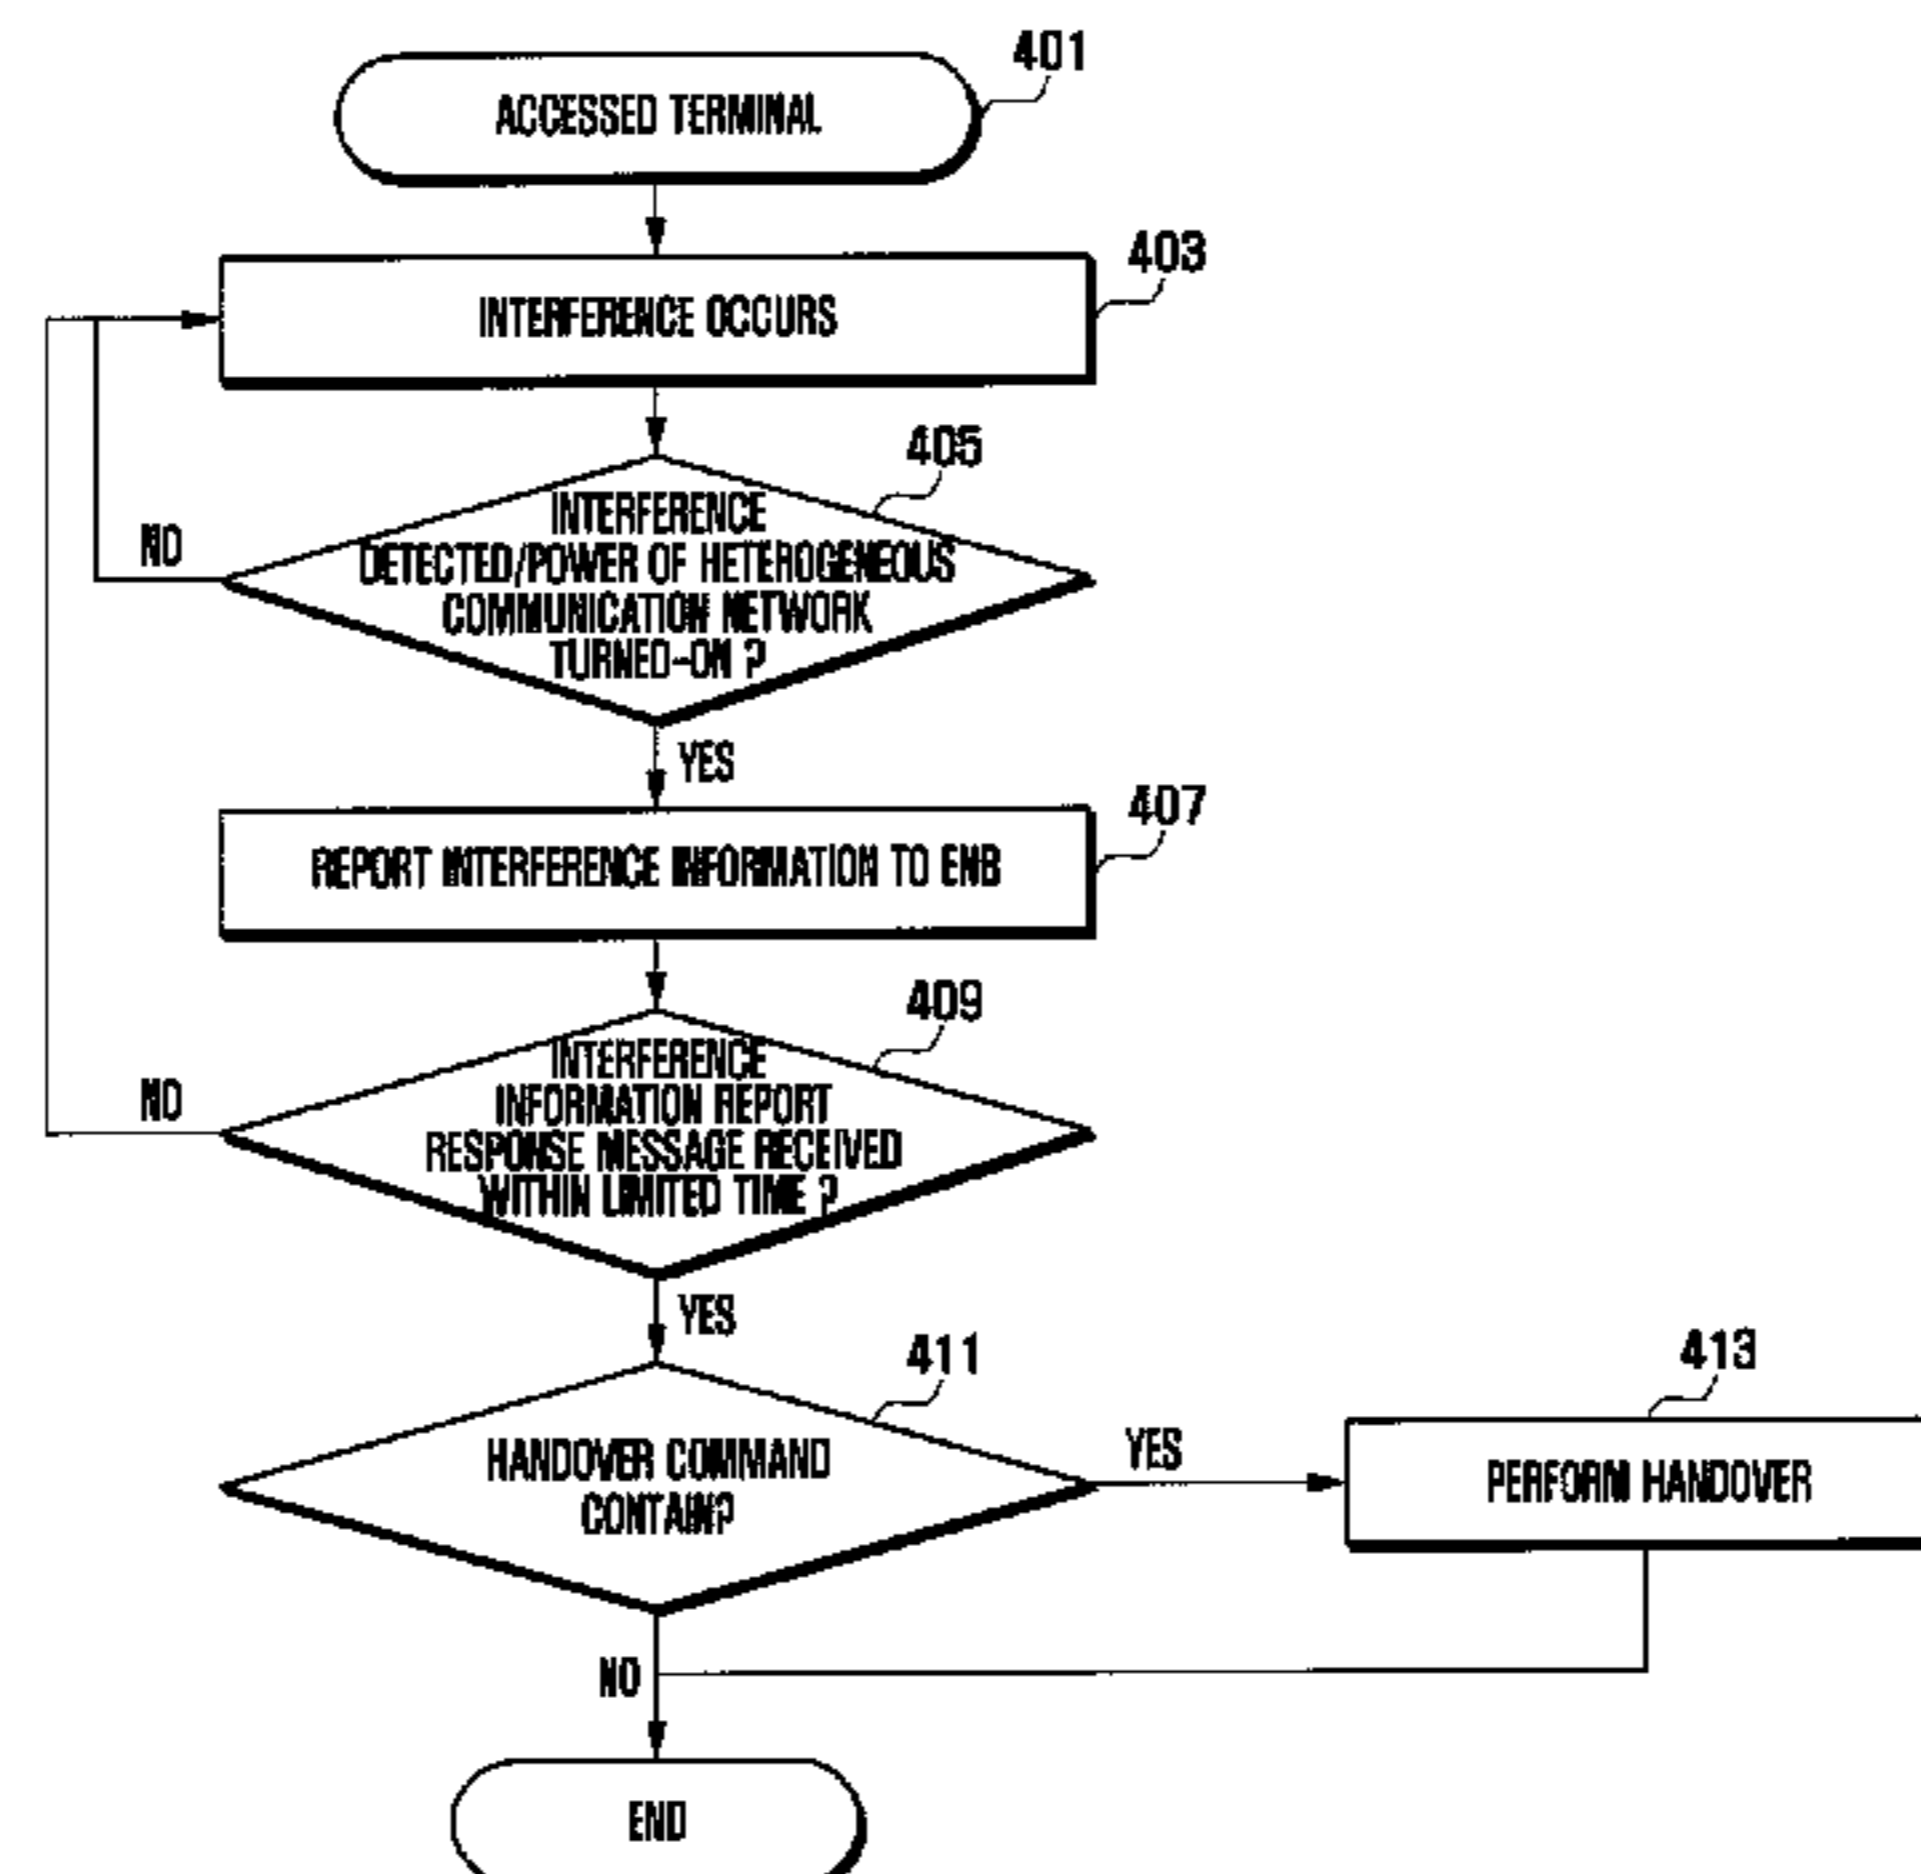 401
ACCESSED TERMINAL
403
INTERFERENCE OCCURS
405
INTERFERENCE
DETECTED/POWER OF HETEROGENEOUS
COMMUNICATION NETWORK
TURNED-ON ?
NO
YES
407
REPORT INTERFERENCE INFORMATION TO ENB
409
INTERFERENCE
INFORMATION REPORT
RESPONSE MESSAGE RECEIVED
WITHIN LIMITED TIME ?
NO
YES
411
HANDOVER COMMAND
CONTAIN?
YES
413
PERFORM HANDOVER
NO
END